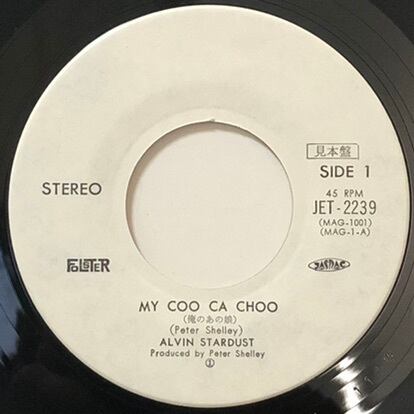 見本盤
SIDE 1
STEREO
45 RPM
JET-2239
(MAG-1001)
(MAG-1-A)
FOLSTER
JASRAC
MY COO CA CHOO
(俺のあの娘)
(Peter Shelley)
ALVIN STARDUST
Produced by Peter Shelley
①